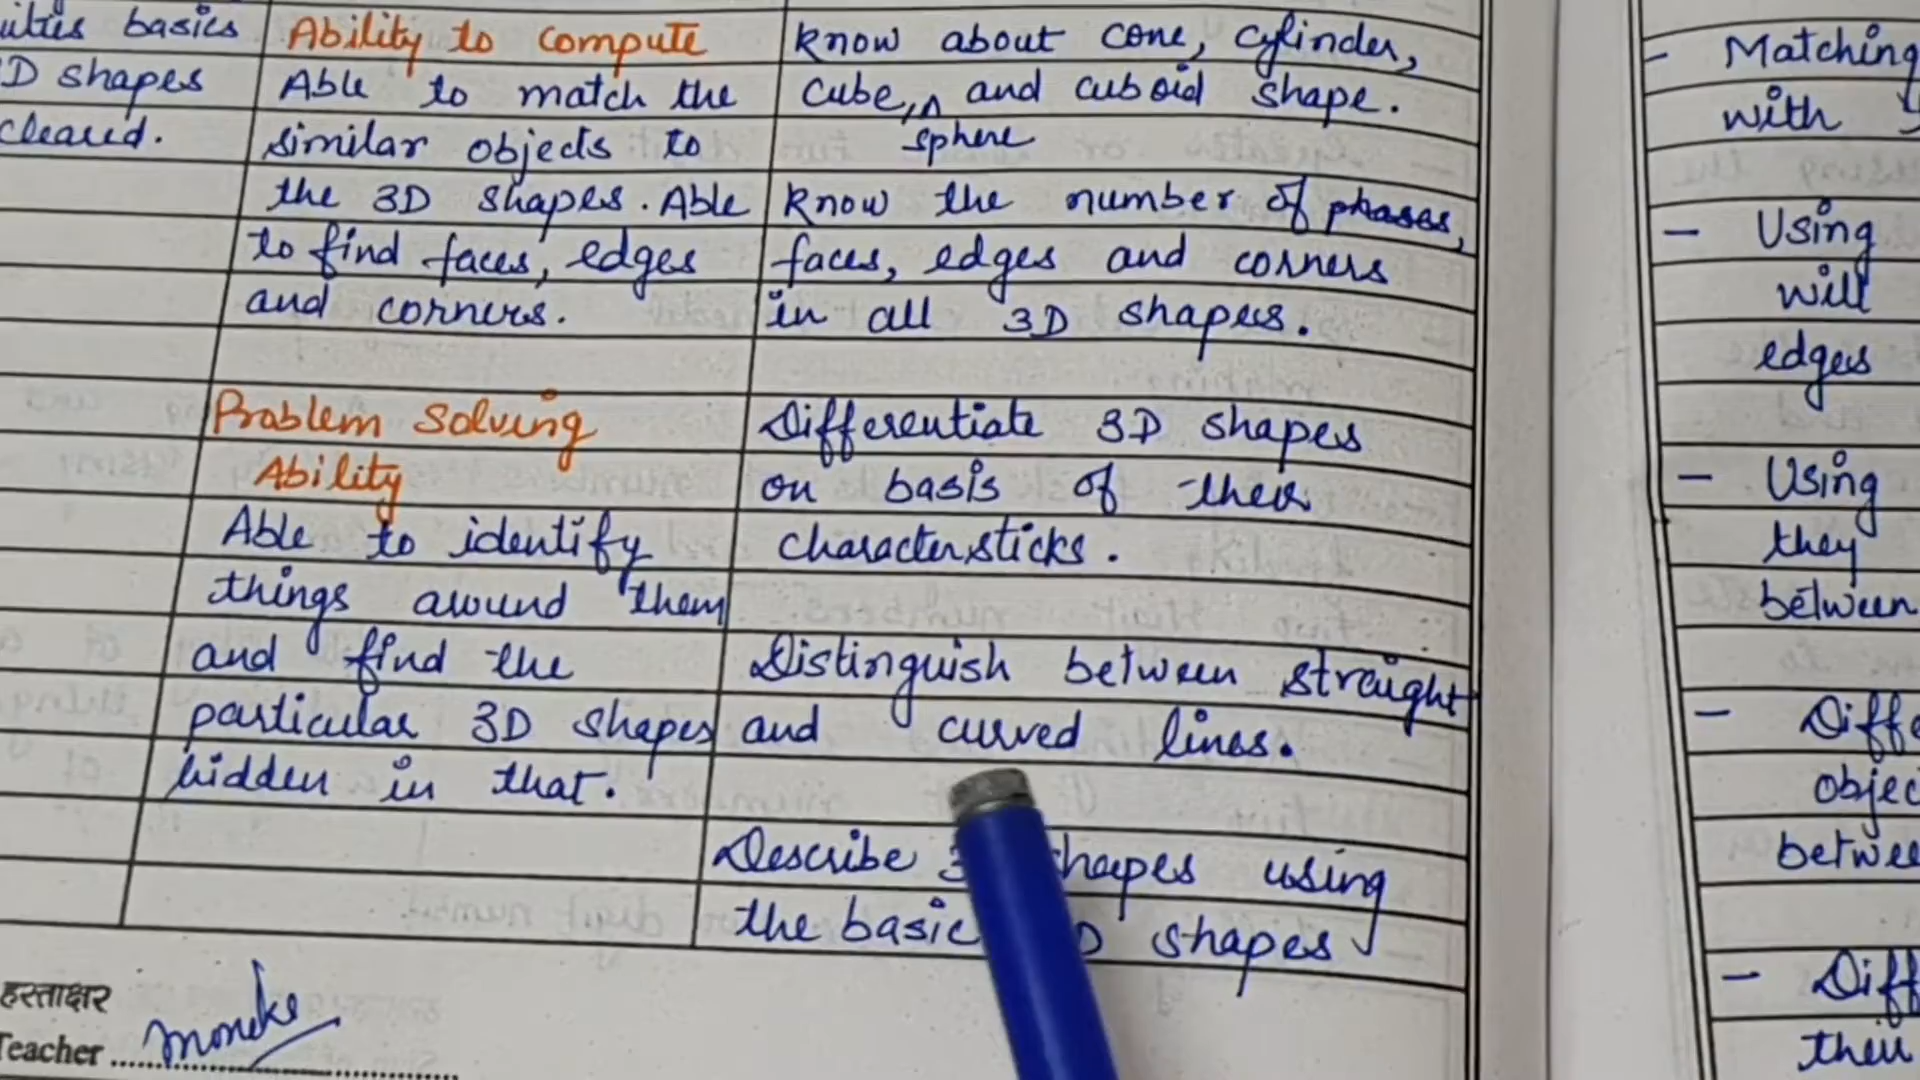 basics
D shapes
cleared.
Ability to compute
Able to match the
similar objects to
the 3D shapes. Able
to find faces, edges
and corners.
Problem Solving
Ability
Able to identify
things around them
and find the
particular 3D shapes
hidden in that.
know about cone, cylinder,
cube, ^ and cuboid shape.
sphere
know the number of phases,
faces, edges and corners
in all 3D shapes.
Differentiate 3D shapes
on basis of their
charactersticks.
Distinguish between straight
and curved lines.
Describe 3 shapes using
the basic D shapes
हस्ताक्षर
Teacher
Matching
with
- Using
will
edges
- Using
they
between
- Diffe
objec
betwee
- Diff
their